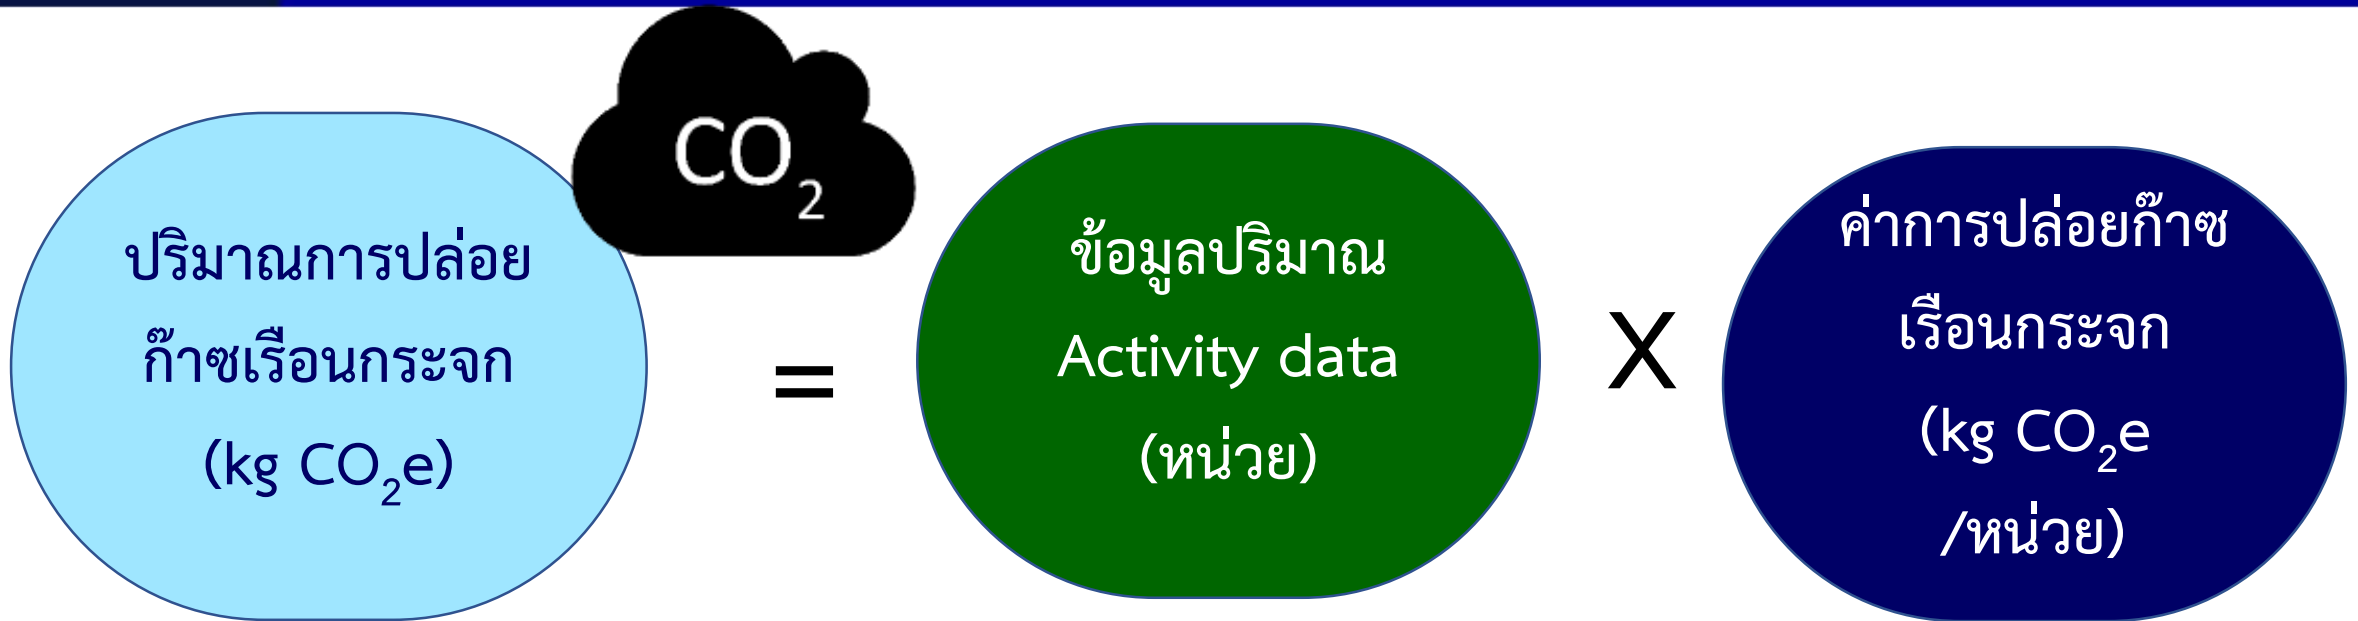 CO₂
ปริมาณการปล่อย
ก๊าซเรือนกระจก
(kg CO₂e)
=
ข้อมูลปริมาณ
Activity data
(หน่วย)
X
ค่าการปล่อยก๊าซ
เรือนกระจก
(kg CO₂e
/หน่วย)